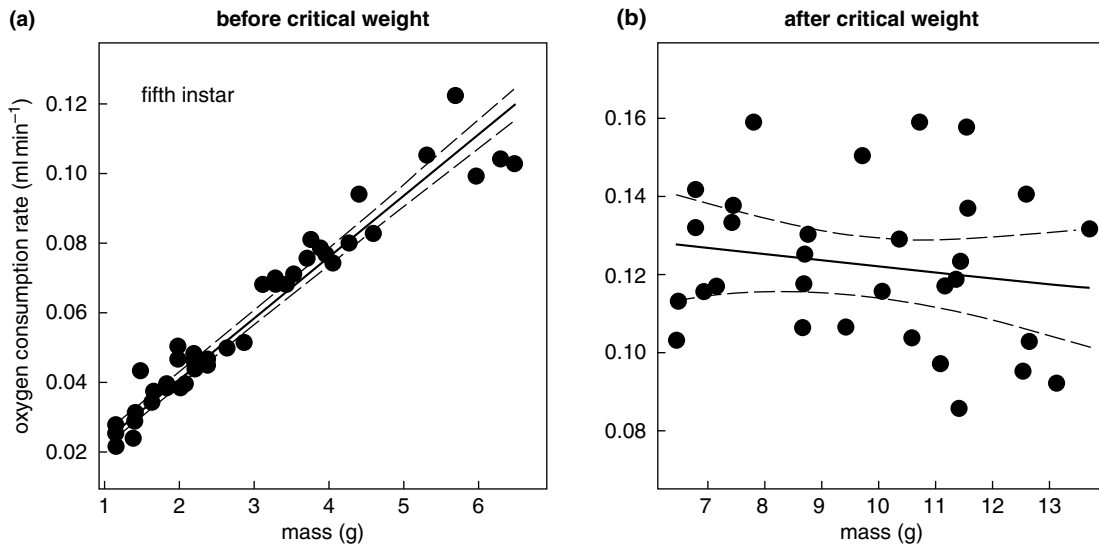 (a)
before critical weight
fifth instar
oxygen consumption rate (ml min⁻¹)
0.12
0.10
0.08
0.06
0.04
0.02
1 2 3 4 5 6
mass (g)
(b)
after critical weight
0.16
0.14
0.12
0.10
0.08
7 8 9 10 11 12 13
mass (g)